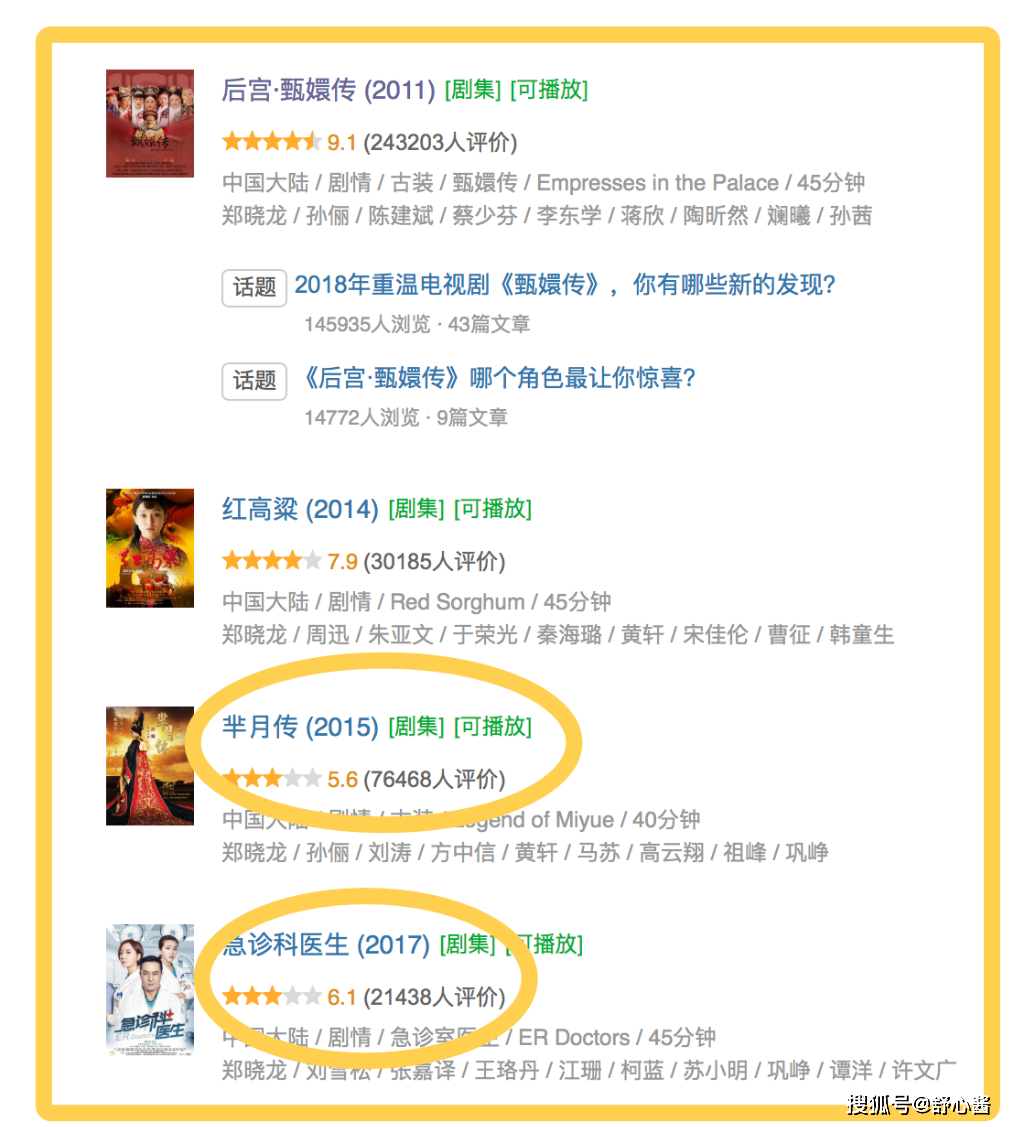 后宫·甄嬛传 (2011) [剧集] [可播放]
9.1 (243203人评价)
中国大陆 / 剧情 / 古装 / 甄嬛传 / Empresses in the Palace / 45分钟
郑晓龙 / 孙俪 / 陈建斌 / 蔡少芬 / 李东学 / 蒋欣 / 陶昕然 / 斓曦 / 孙茜
话题 2018年重温电视剧《甄嬛传》，你有哪些新的发现?
145935人浏览 · 43篇文章
话题 《后宫·甄嬛传》哪个角色最让你惊喜?
14772人浏览 · 9篇文章
甄嬛传
红高粱 (2014) [剧集] [可播放]
7.9 (30185人评价)
中国大陆 / 剧情 / Red Sorghum / 45分钟
郑晓龙 / 周迅 / 朱亚文 / 于荣光 / 秦海璐 / 黄轩 / 宋佳伦 / 曹征 / 韩童生
红高粱
芈月传 (2015) [剧集] [可播放]
5.6 (76468人评价)
中国大陆 / 剧情 / 古装 / Legend of Miyue / 40分钟
郑晓龙 / 孙俪 / 刘涛 / 方中信 / 黄轩 / 马苏 / 高云翔 / 祖峰 / 巩峥
芈月传
急诊科医生 (2017) [剧集] [可播放]
6.1 (21438人评价)
中国大陆 / 剧情 / 急诊室医生 / ER Doctors / 45分钟
郑晓龙 / 刘雪松 / 张嘉译 / 王珞丹 / 江珊 / 柯蓝 / 苏小明 / 巩峥 / 谭洋 / 许文广
急诊科医生
ER Doctors
搜狐号@舒心酱